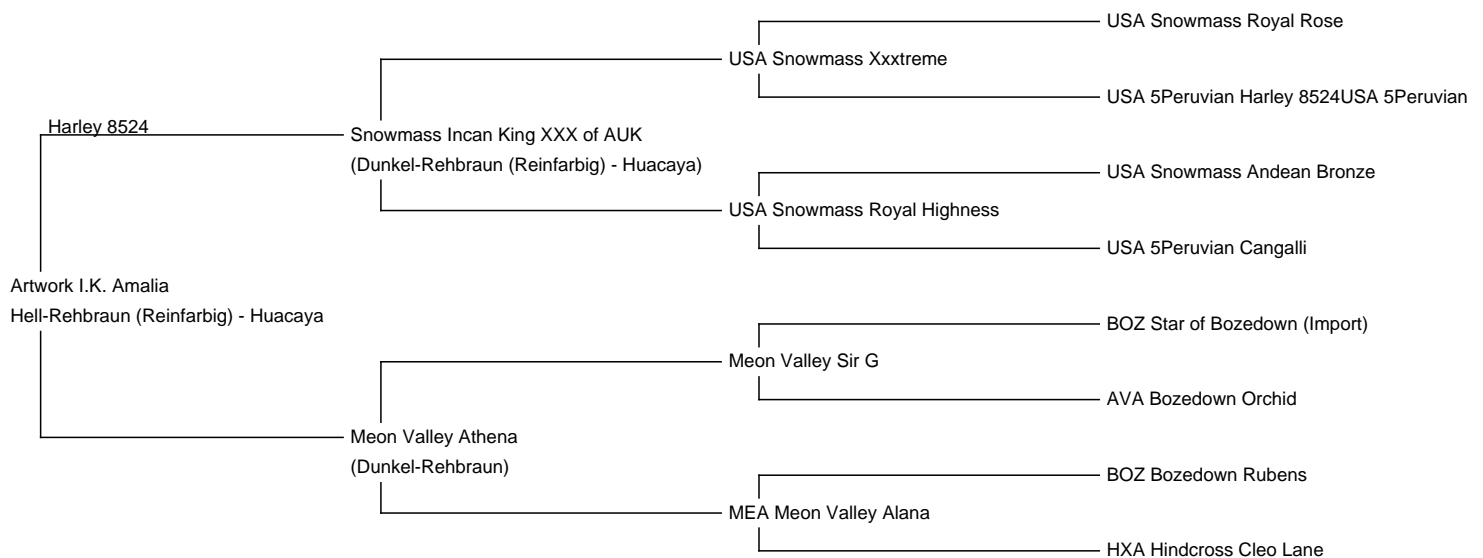 USA Snowmass Royal Rose
USA Snowmass Xxxtreme
USA 5Peruvian Harley 8524USA 5Peruvian
Harley 8524
Snowmass Incan King XXX of AUK
(Dunkel-Rehbraun (Reinfarbig) - Huacaya)
USA Snowmass Andean Bronze
USA Snowmass Royal Highness
USA 5Peruvian Cangalli
Artwork I.K. Amalia
Hell-Rehbraun (Reinfarbig) - Huacaya
BOZ Star of Bozedown (Import)
Meon Valley Sir G
AVA Bozedown Orchid
Meon Valley Athena
(Dunkel-Rehbraun)
BOZ Bozedown Rubens
MEA Meon Valley Alana
HXA Hindcross Cleo Lane